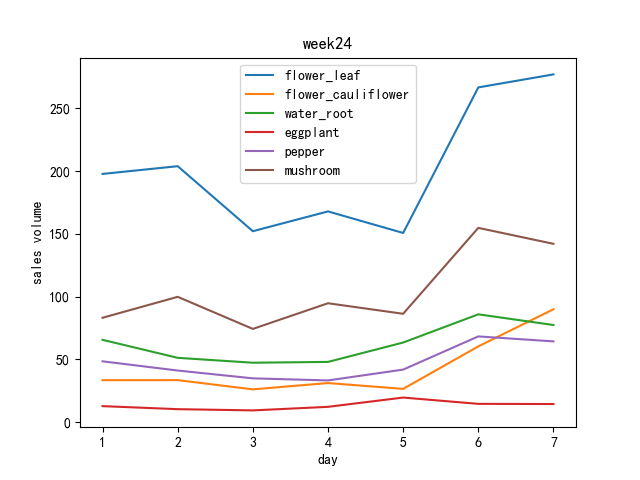 week24
flower_leaf
flower_cauliflower
water_root
eggplant
pepper
mushroom
sales volume
250
200
150
100
50
0
1 2 3 4 5 6 7
day